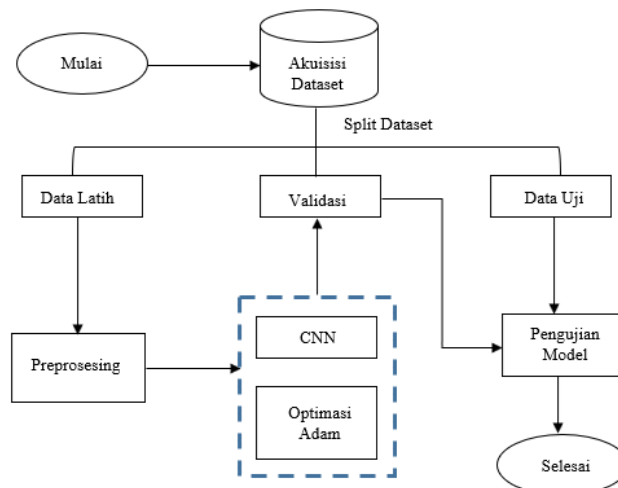 Mulai
Akuisisi
Dataset
Split Dataset
Data Latih
Validasi
Data Uji
Preprosesing
CNN
Optimasi
Adam
Pengujian
Model
Selesai